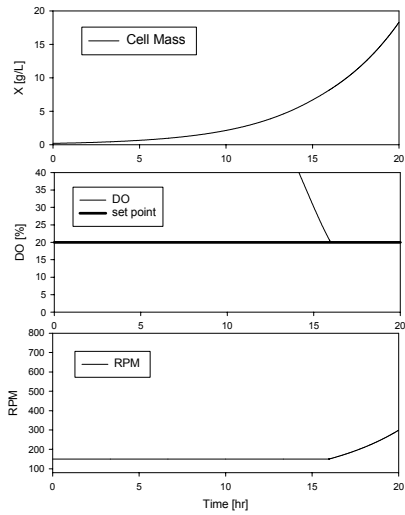 20
15
10
5
0
X [g/L]
Cell Mass
0 5 10 15 20
40
35
30
25
20
15
10
5
0
DO [%]
DO
set point
0 5 10 15 20
800
700
600
500
400
300
200
100
RPM
RPM
0 5 10 15 20
Time [hr]